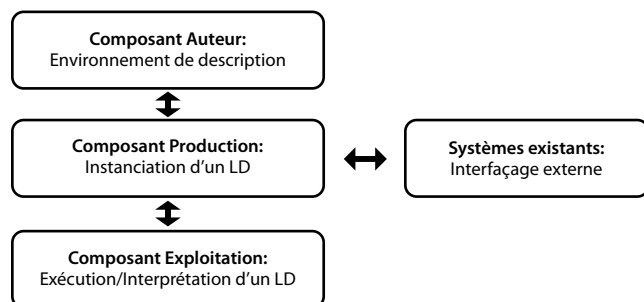 Composant Auteur:
Environnement de description
Composant Production:
Instanciation d’un LD
Systèmes existants:
Interfaçage externe
Composant Exploitation:
Exécution/Interprétation d’un LD